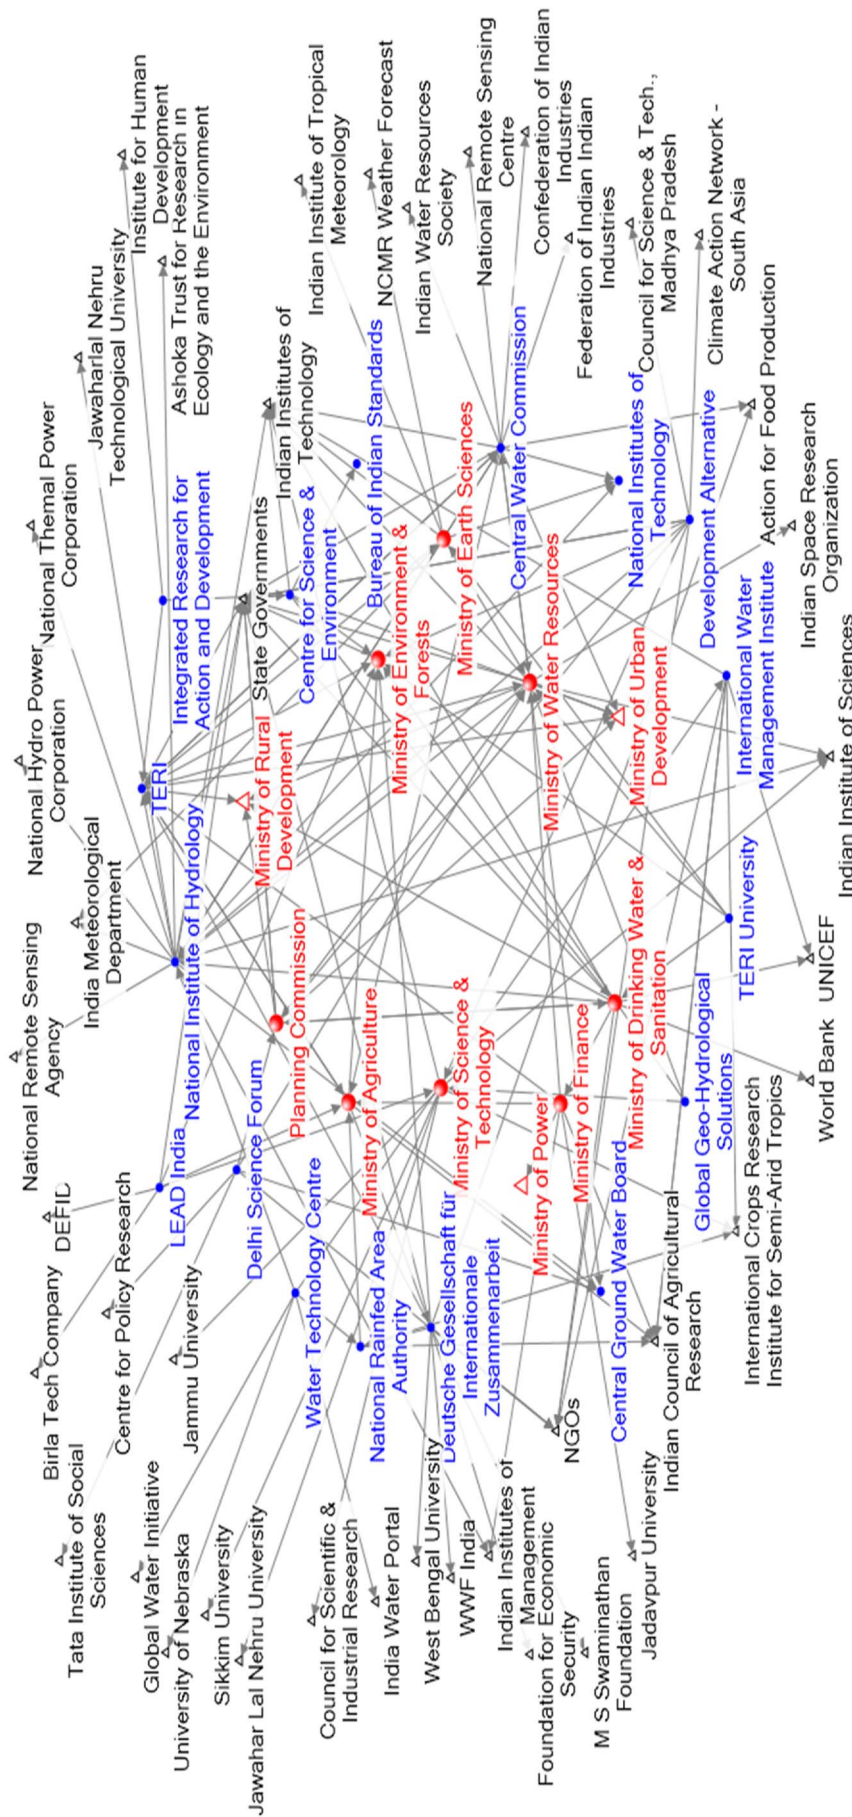 National Remote Sensing
Agency
National Hydro Power
Corporation
National Themal Power
Corporation
DEFID
India Meteorological
Department
Jawaharlal Nehru
Technological University
Birla Tech Company
Institute for Human
Development
Tata Institute of Social
Sciences
Centre for Policy Research
TERI
Ashoka Trust for Research in
Ecology and the Environment
LEAD India
National Institute of Hydrology
Integrated Research for
Action and Development
Global Water Initiative
Jammu University
University of Nebraska
Sikkim University
Delhi Science Forum
Ministry of Rural
Development
State Governments
Indian Institutes of
Technology
Jawahar Lal Nehru University
Planning Commission
Centre for Science &
Environment
Indian Institute of Tropical
Meteorology
Council for Scientific &
Industrial Research
Water Technology Centre
Ministry of Agriculture
Bureau of Indian Standards
NCMR Weather Forecast
India Water Portal
National Rainfed Area
Authority
Ministry of Environment &
Forests
Indian Water Resources
Society
West Bengal University
Deutsche Gesellschaft für
Internationale
Zusammenarbeit
Ministry of Science &
Technology
Ministry of Earth Sciences
National Remote Sensing
Centre
WWF India
Indian Institutes of
Management
Central Water Commission
Confederation of Indian
Industries
Foundation for Economic
Security
Ministry of Power
Ministry of Water Resources
Federation of Indian Indian
Industries
NGOs
Ministry of Finance
M S Swaminathan
Foundation
Central Ground Water Board
Ministry of Drinking Water &
Sanitation
Ministry of Urban
Development
National Institutes of
Technology
Council for Science & Tech.,
Madhya Pradesh
Jadavpur University
Indian Council of Agricultural
Research
Global Geo-Hydrological
Solutions
Development Alternative
Climate Action Network -
South Asia
TERI University
International Water
Management Institute
International Crops Research
Institute for Semi-Arid Tropics
Action for Food Production
Indian Space Research
Organization
World Bank
UNICEF
Indian Institute of Sciences